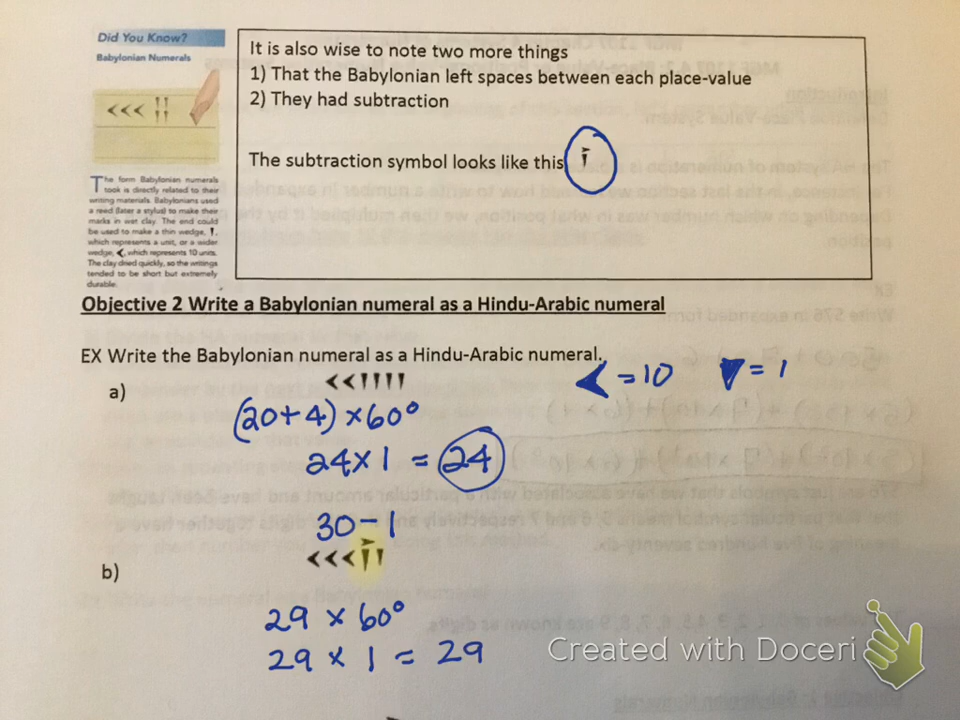 Did You Know?
Babylonian Numerals
The form Babylonian numerals
took is directly related to their
writing materials. Babylonians used
a reed (later a stylus) to make their
marks in wet clay. The end could
be used to make a thin wedge, 𒁹,
which represents a unit, or a wider
wedge, 𒌋, which represents 10 units.
The clay dried quickly, so the writings
tended to be short but extremely
durable.
It is also wise to note two more things
1) That the Babylonian left spaces between each place-value
2) They had subtraction
The subtraction symbol looks like this
Objective 2 Write a Babylonian numeral as a Hindu-Arabic numeral
EX Write the Babylonian numeral as a Hindu-Arabic numeral.
𒌋 = 10 𒁹 = 1
a) 𒌋𒌋𒁹𒁹𒁹𒁹
(20+4) × 60⁰
24 × 1 = 24
30 − 1
b) 𒌋𒌋𒌋
29 × 60⁰
29 × 1 = 29
Created with Doceri